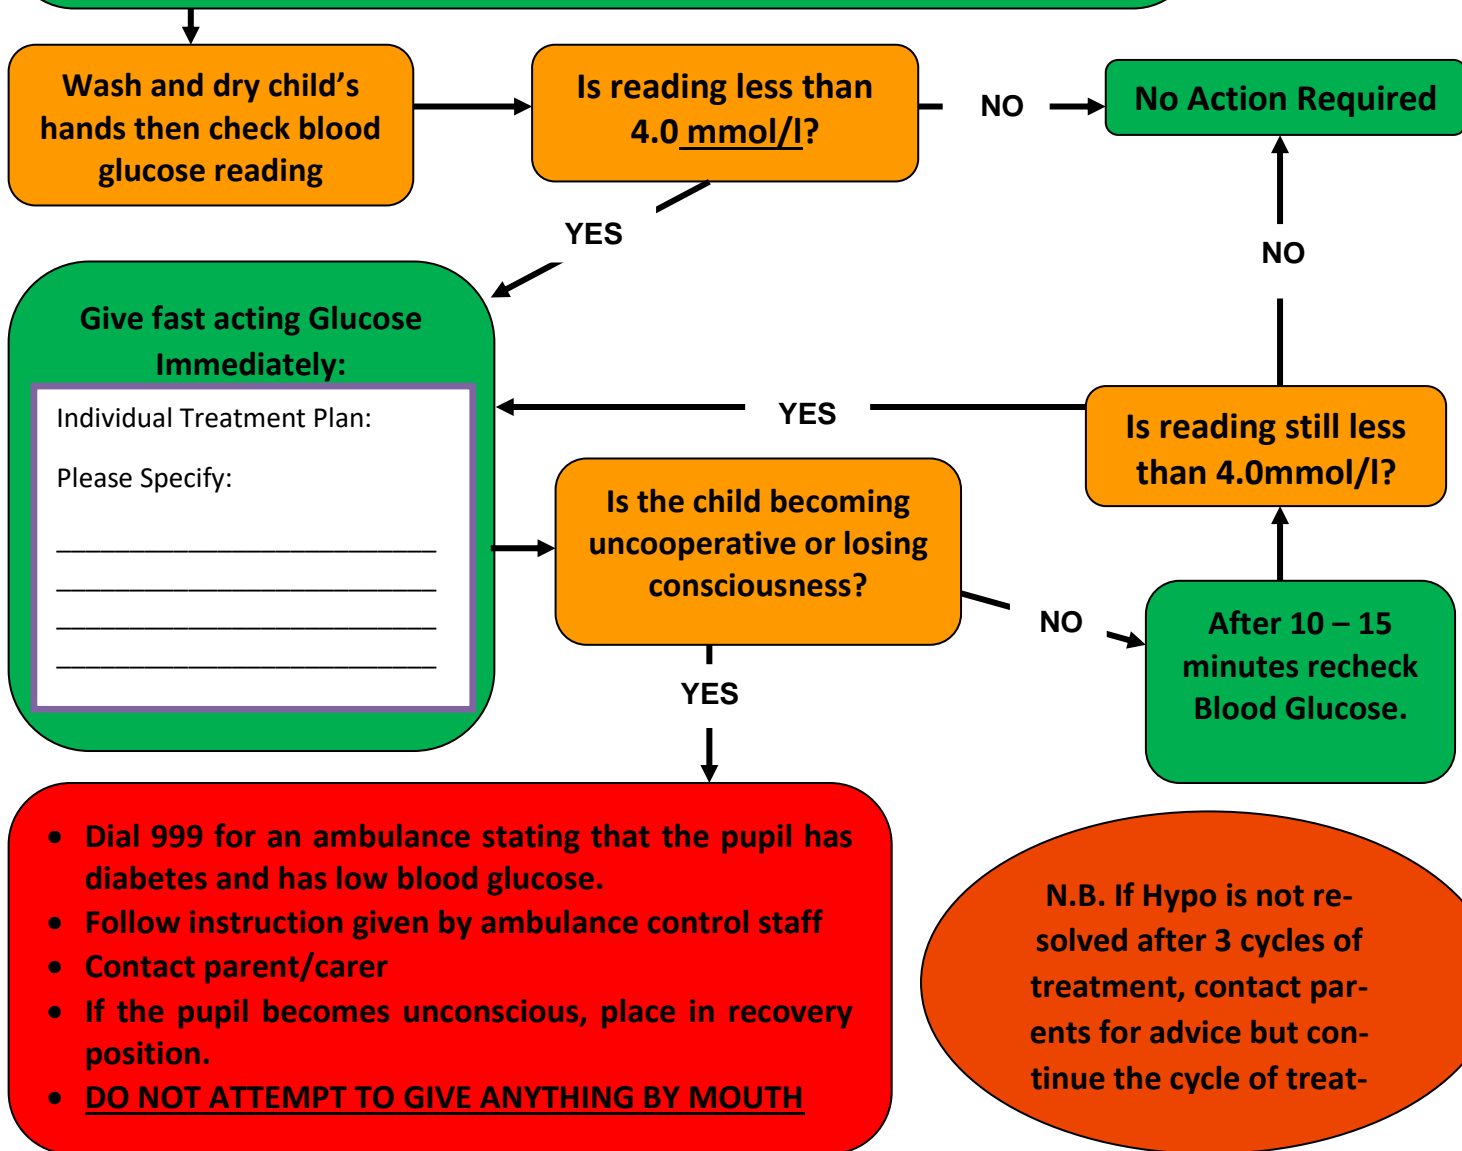 Wash and dry child’s
hands then check blood
glucose reading
Is reading less than
4.0 mmol/l?
NO
No Action Required
YES
NO
Give fast acting Glucose
Immediately:
Individual Treatment Plan:
Please Specify:
____________________________
____________________________
____________________________
____________________________
YES
Is reading still less
than 4.0mmol/l?
Is the child becoming
uncooperative or losing
consciousness?
NO
After 10 – 15
minutes recheck
Blood Glucose.
YES
• Dial 999 for an ambulance stating that the pupil has
diabetes and has low blood glucose.
• Follow instruction given by ambulance control staff
• Contact parent/carer
• If the pupil becomes unconscious, place in recovery
position.
• DO NOT ATTEMPT TO GIVE ANYTHING BY MOUTH
N.B. If Hypo is not re-
solved after 3 cycles of
treatment, contact par-
ents for advice but con-
tinue the cycle of treat-